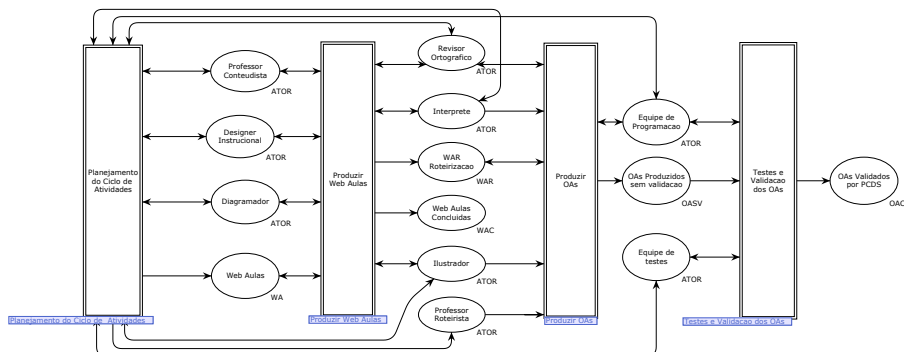 Revisor
Ortografico
ATOR
Professor
Conteudista
ATOR
Interprete
ATOR
Equipe de
Programacao
ATOR
Designer
Instrucional
ATOR
WAR
Roteirizacao
WAR
Planejamento
do Ciclo de
Atividades
Produzir
Web Aulas
Produzir
OAs
OAs Produzidos
sem validacao
OASV
Testes e
Validacao
dos OAs
OAs Validados
por PCDS
OAC
Diagramador
ATOR
Web Aulas
Concluidas
WAC
Equipe de
testes
ATOR
Web Aulas
WA
Ilustrador
ATOR
Professor
Roteirista
ATOR
Planejamento do Ciclo de Atividades
Produzir Web Aulas
Produzir OAs
Testes e Validacao dos OAs